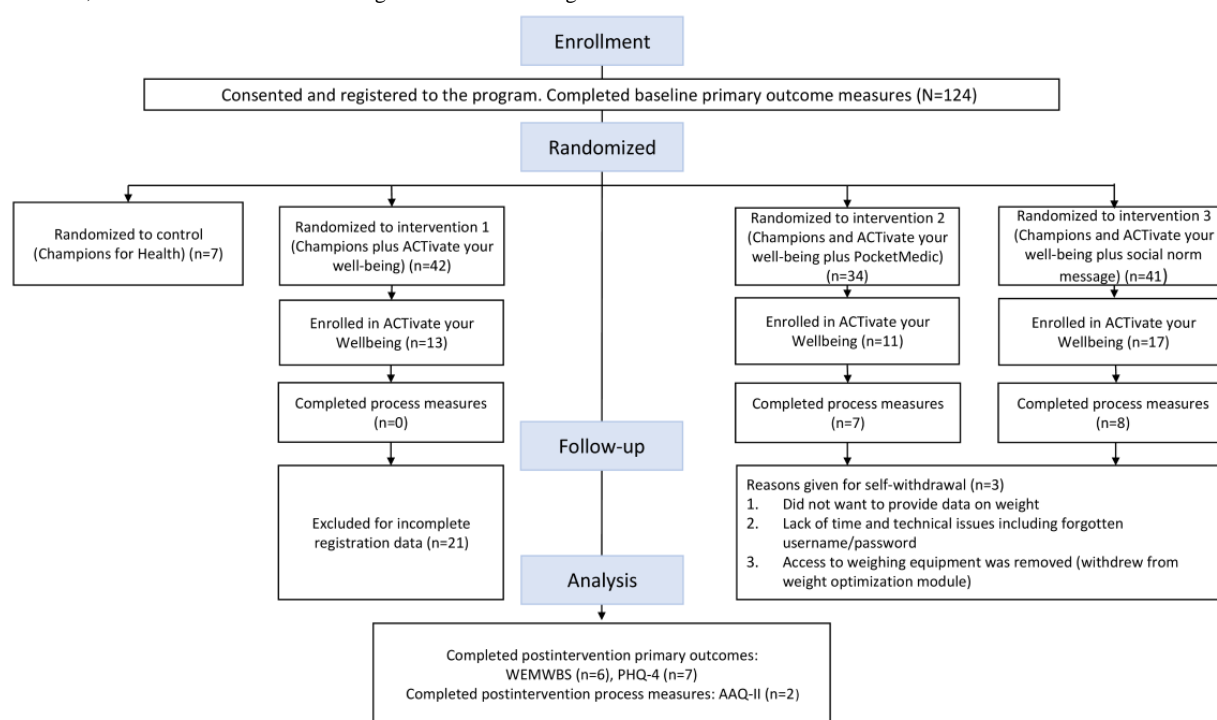 Enrollment
Consented and registered to the program. Completed baseline primary outcome measures (N=124)
Randomized
Randomized to control
(Champions for Health) (n=7)
Randomized to intervention 1
(Champions plus ACTivate your
well-being) (n=42)
Randomized to intervention 2
(Champions and ACTivate your
well-being plus PocketMedic)
(n=34)
Randomized to intervention 3
(Champions and ACTivate your
well-being plus social norm
message) (n=41)
Enrolled in ACTivate your
Wellbeing (n=13)
Enrolled in ACTivate your
Wellbeing (n=11)
Enrolled in ACTivate your
Wellbeing (n=17)
Completed process measures
(n=0)
Completed process measures
(n=7)
Completed process measures
(n=8)
Follow-up
Excluded for incomplete
registration data (n=21)
Reasons given for self-withdrawal (n=3)
1. Did not want to provide data on weight
2. Lack of time and technical issues including forgotten
username/password
3. Access to weighing equipment was removed (withdrew from
weight optimization module)
Analysis
Completed postintervention primary outcomes:
WEMWBS (n=6), PHQ-4 (n=7)
Completed postintervention process measures: AAQ-II (n=2)